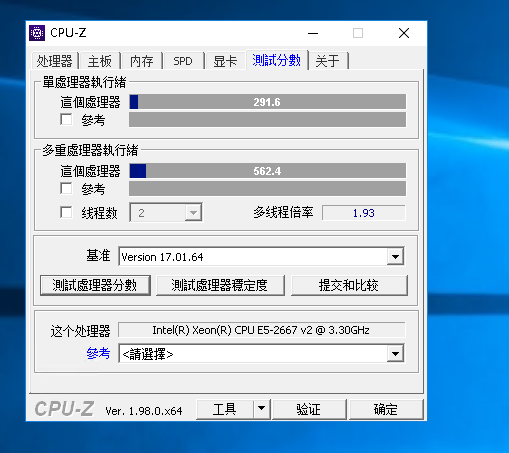 CPU-Z
处理器 主板 内存 SPD 显卡 測試分數 关于
單處理器執行緒
這個處理器 291.6
參考
多重處理器執行緒
這個處理器 562.4
參考
线程数 2 多线程倍率 1.93
基准 Version 17.01.64
測試處理器分數 測試處理器穩定度 提交和比较
这个处理器 Intel(R) Xeon(R) CPU E5-2667 v2 @ 3.30GHz
參考 <請選擇>
CPU-Z Ver. 1.98.0.x64 工具 验证 确定